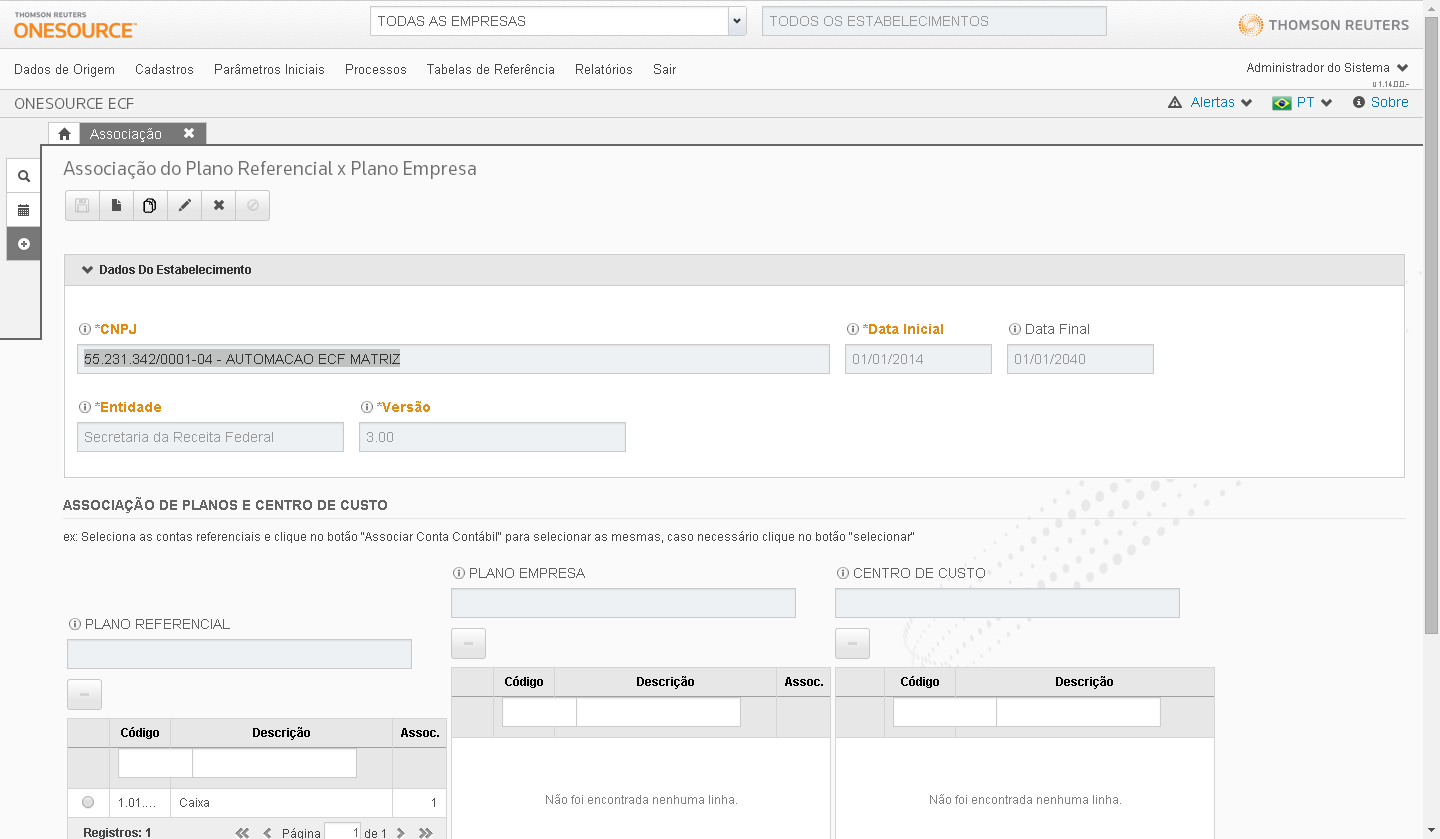 THOMSON REUTERS
ONESOURCE™
TODAS AS EMPRESAS
TODOS OS ESTABELECIMENTOS
THOMSON REUTERS
Dados de Origem Cadastros Parâmetros Iniciais Processos Tabelas de Referência Relatórios Sair
Administrador do Sistema
ONESOURCE ECF
Alertas PT Sobre
Associação
Associação do Plano Referencial x Plano Empresa
Dados Do Estabelecimento
*CNPJ *Data Inicial Data Final
55.231.342/0001-04 - AUTOMACAO ECF MATRIZ 01/01/2014 01/01/2040
*Entidade *Versão
Secretaria da Receita Federal 3.00
ASSOCIAÇÃO DE PLANOS E CENTRO DE CUSTO
ex: Seleciona as contas referenciais e clique no botão "Associar Conta Contábil" para selecionar as mesmas, caso necessário clique no botão "selecionar"
PLANO EMPRESA CENTRO DE CUSTO
PLANO REFERENCIAL
Código Descrição Assoc. Código Descrição
Código Descrição Assoc.
1.01.... Caixa 1
Não foi encontrada nenhuma linha. Não foi encontrada nenhuma linha.
Registros: 1 Página 1 de 1